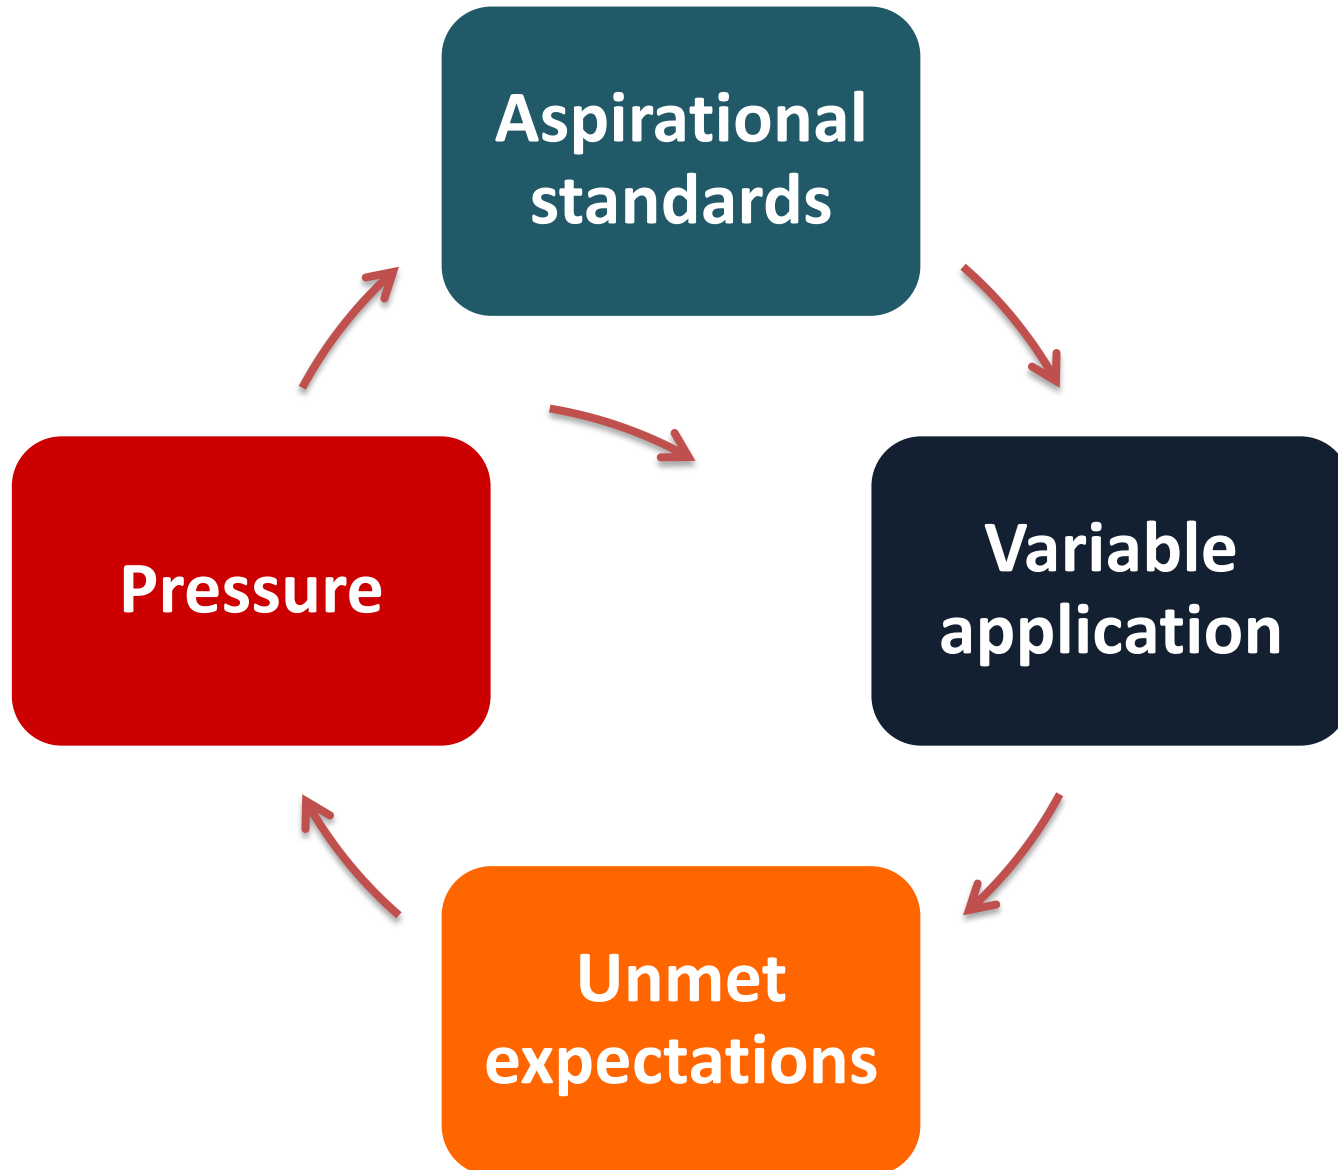 Aspirational
standards
Variable
application
Unmet
expectations
Pressure